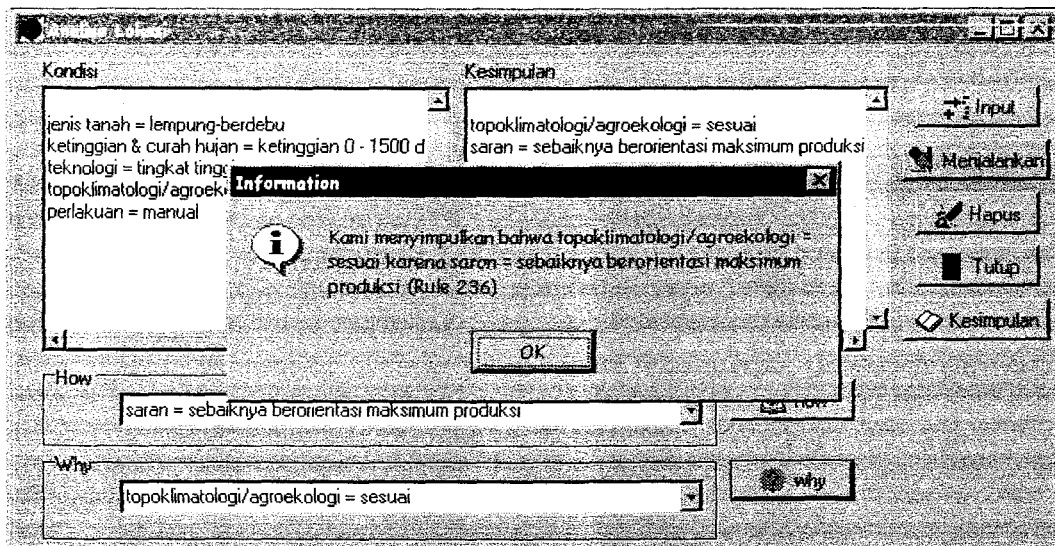 Kondisi
Kesimpulan
jenis tanah = lempung-berdebu
ketinggian & curah hujan = ketinggian 0 - 1500 d
teknologi = tingkat tingg
topoklimatologi/agroek
perlakuan = manual
topoklimatologi/agroekologi = sesuai
saran = sebaiknya berorientasi maksimum produksi
Input
Menjalankan
Hapus
Tutup
Kesimpulan
Information
Kami menyimpulkan bahwa topoklimatologi/agroekologi =
sesuai karena saran = sebaiknya berorientasi maksimum
produksi (Rule 236)
OK
How
saran = sebaiknya berorientasi maksimum produksi
How
Why
topoklimatologi/agroekologi = sesuai
why